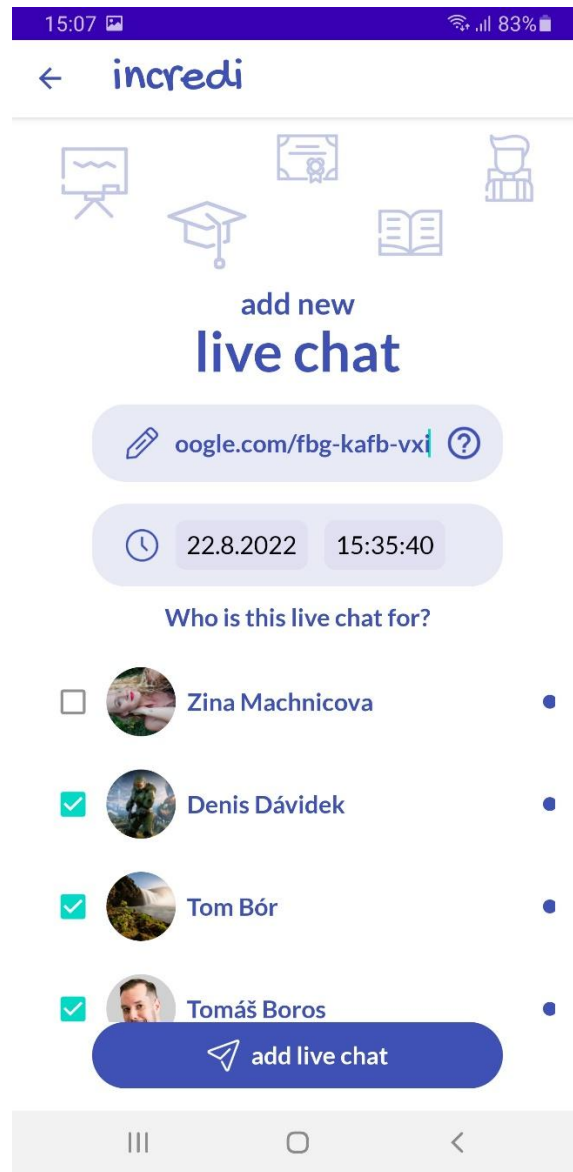 15:07 83%
incredi
add new
live chat
oogle.com/fbg-kafb-vxi
22.8.2022 15:35:40
Who is this live chat for?
Zina Machnicova
Denis Dávidek
Tom Bór
Tomáš Boros
add live chat